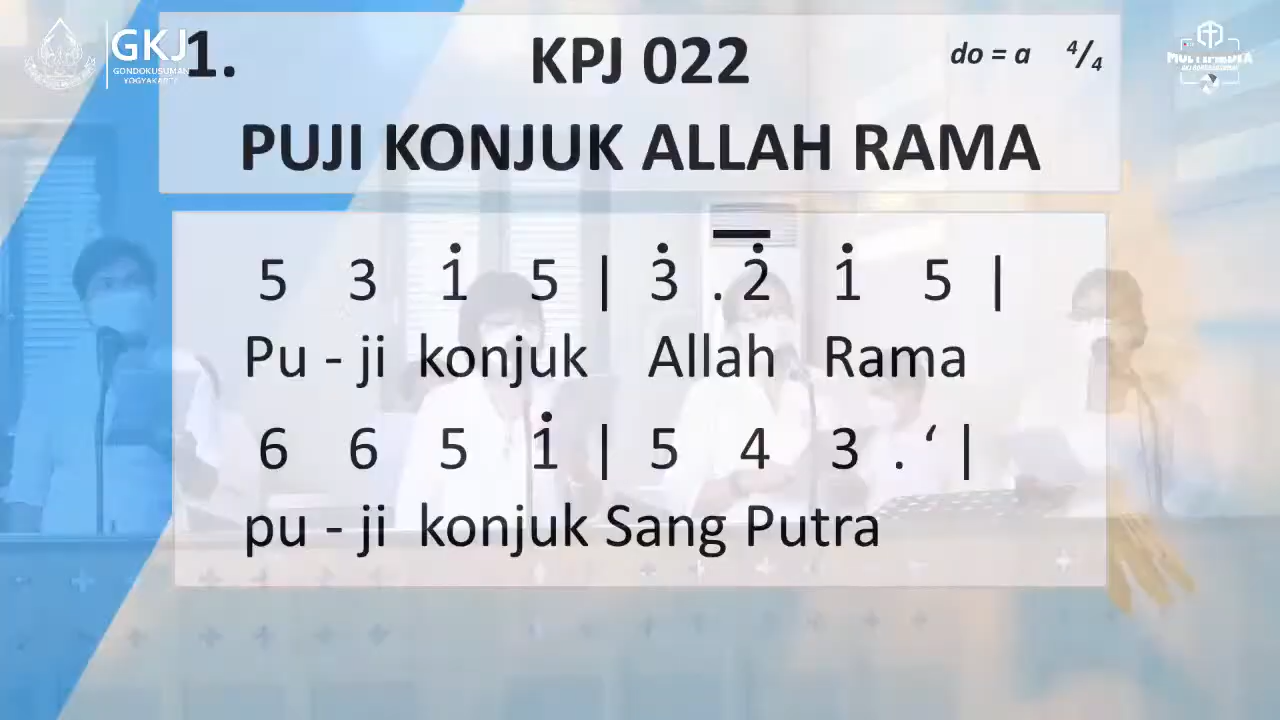 GKJ
GONDOKUSUMAN
YOGYAKARTA
1.
KPJ 022
do = a 4/4
MULTIMEDIA
PUJI KONJUK ALLAH RAMA
5 3 1̇ 5 | 3̇ . 2̇ 1̇ 5 |
Pu - ji konjuk Allah Rama
6 6 5 1̇ | 5 4 3 . ‘ |
pu - ji konjuk Sang Putra